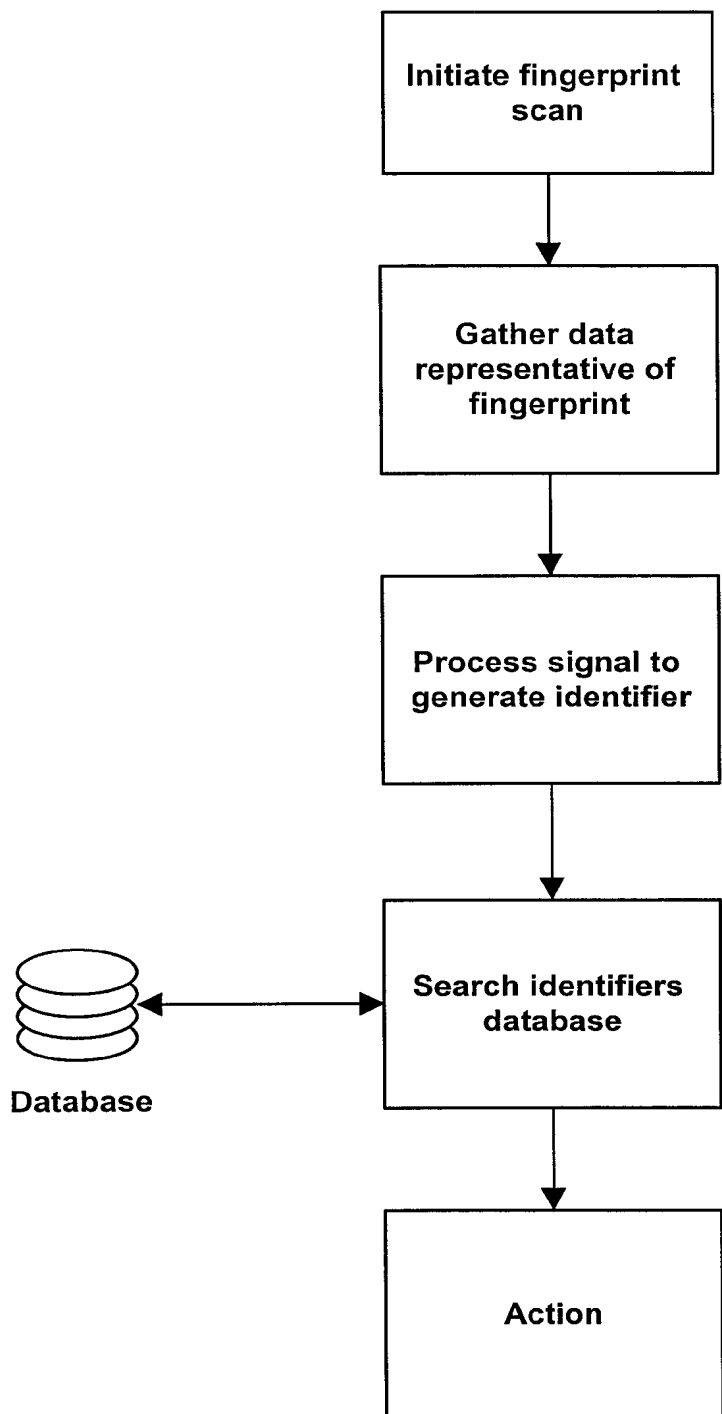 Initiate fingerprint
scan
Gather data
representative of
fingerprint
Process signal to
generate identifier
Search identifiers
database
Database
Action